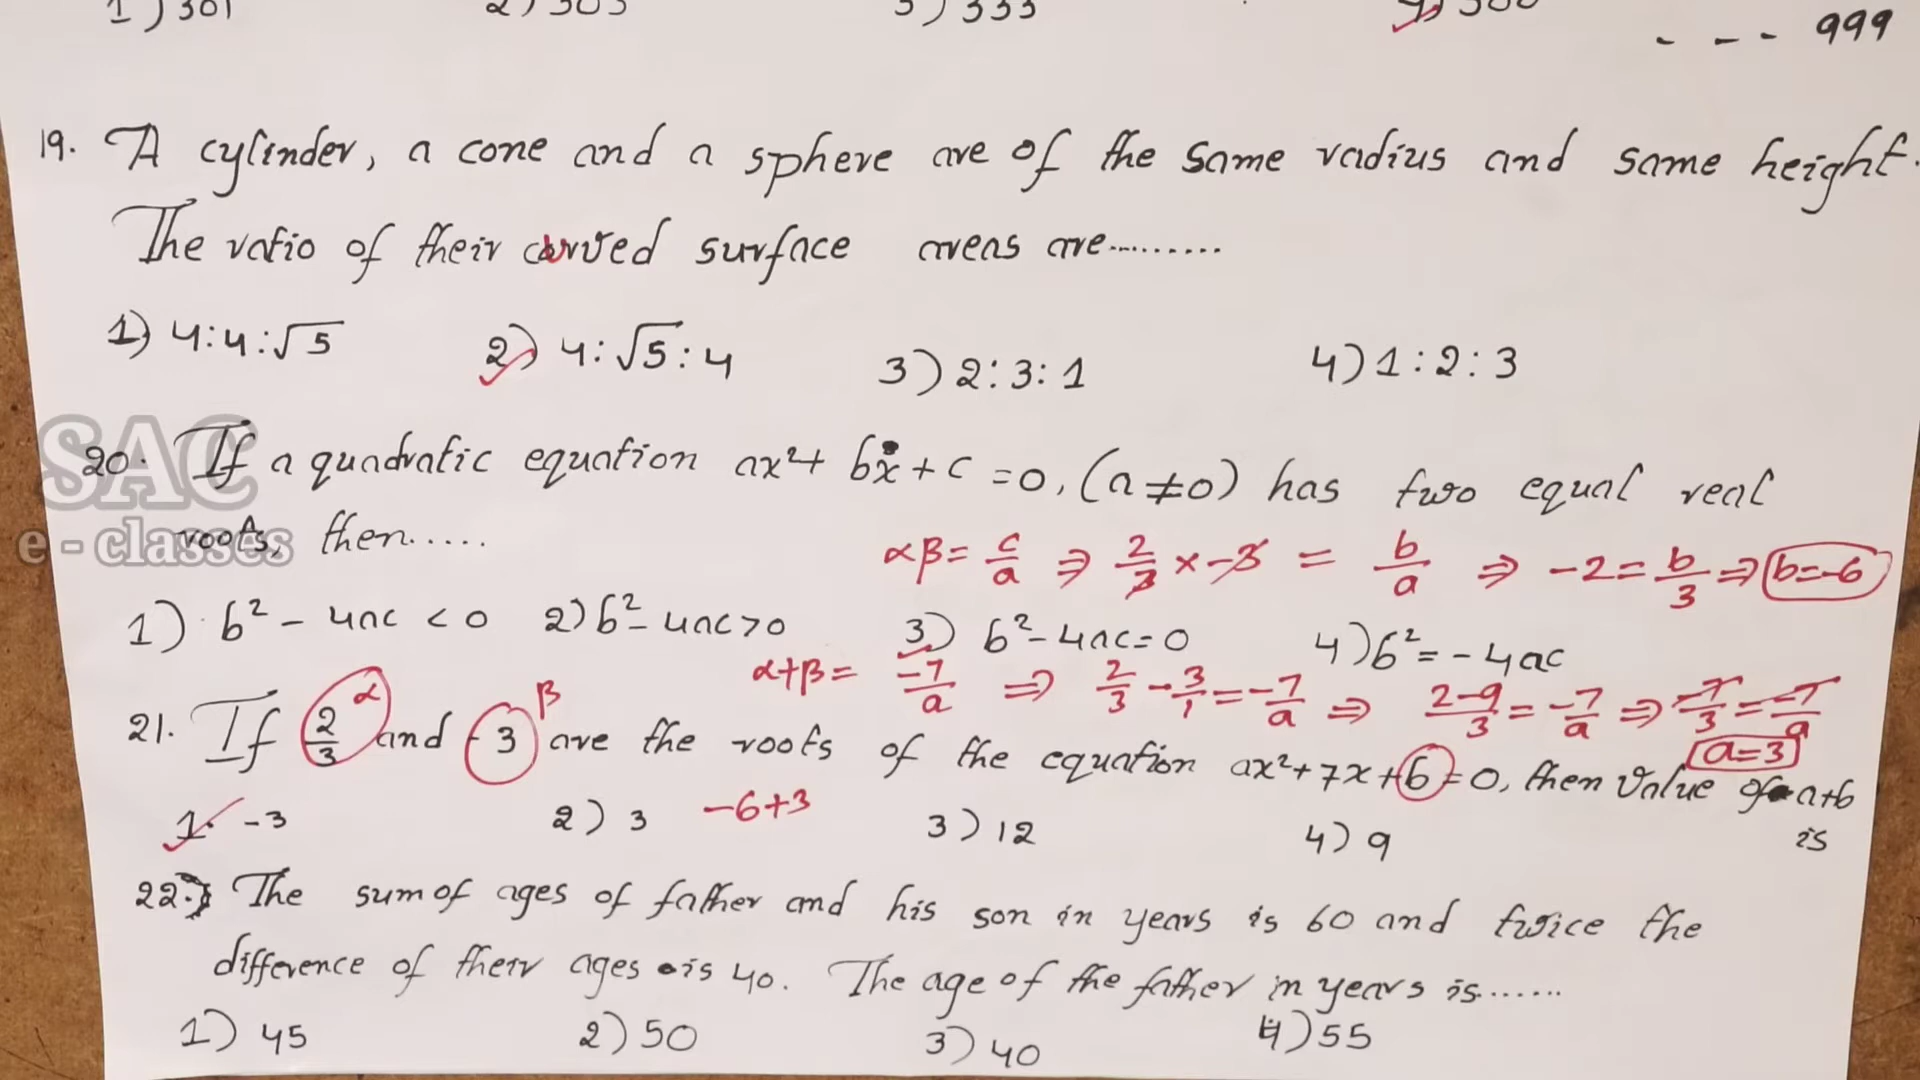 1) 301 2) 303 3) 333
- - - 999
19. A cylinder, a cone and a sphere are of the same radius and same height.
The ratio of their curved surface areas are..........
1) 4:4:√5 2) 4:√5:4 3) 2:3:1 4) 1:2:3
SAC
e-classes
20. If a quadratic equation ax²+ bx+c =0, (a≠0) has two equal real
roots, then.....
αβ = c/a ⇒ 2/3 × -3 = b/a ⇒ -2 = b/3 ⇒ b=-6
1) b² - 4ac < 0 2) b² - 4ac > 0 3) b² - 4ac = 0 4) b² = - 4ac
α+β = -7/a ⇒ 2/3 - 3/1 = -7/a ⇒ 2-9/3 = -7/a ⇒ -7/3 = -7/a
a=3
α β
21. If 2/3 and -3 are the roots of the equation ax²+7x+b=0, then value of a+b
is
1. -3 2) 3 -6+3 3) 12 4) 9
22. The sum of ages of father and his son in years is 60 and twice the
difference of their ages is 40. The age of the father in years is......
1) 45 2) 50 3) 40 4) 55